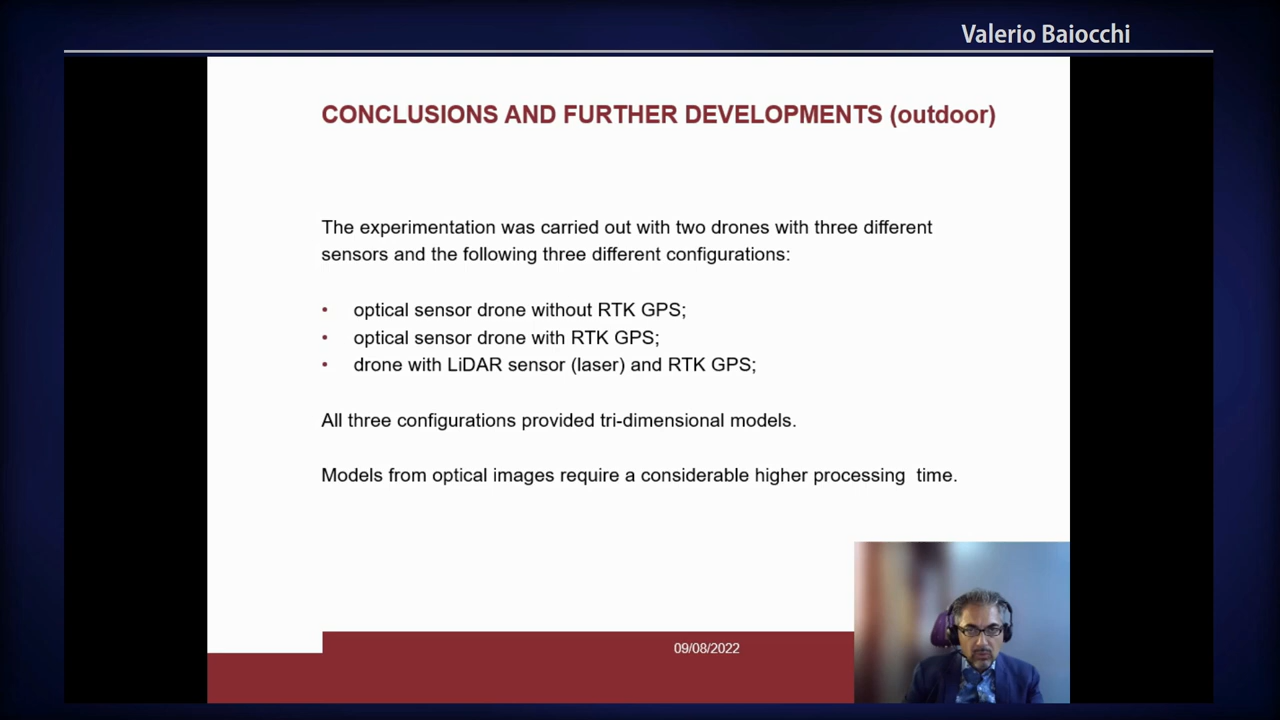 Valerio Baiocchi
CONCLUSIONS AND FURTHER DEVELOPMENTS (outdoor)
The experimentation was carried out with two drones with three different
sensors and the following three different configurations:
• optical sensor drone without RTK GPS;
• optical sensor drone with RTK GPS;
• drone with LiDAR sensor (laser) and RTK GPS;
All three configurations provided tri-dimensional models.
Models from optical images require a considerable higher processing time.
09/08/2022